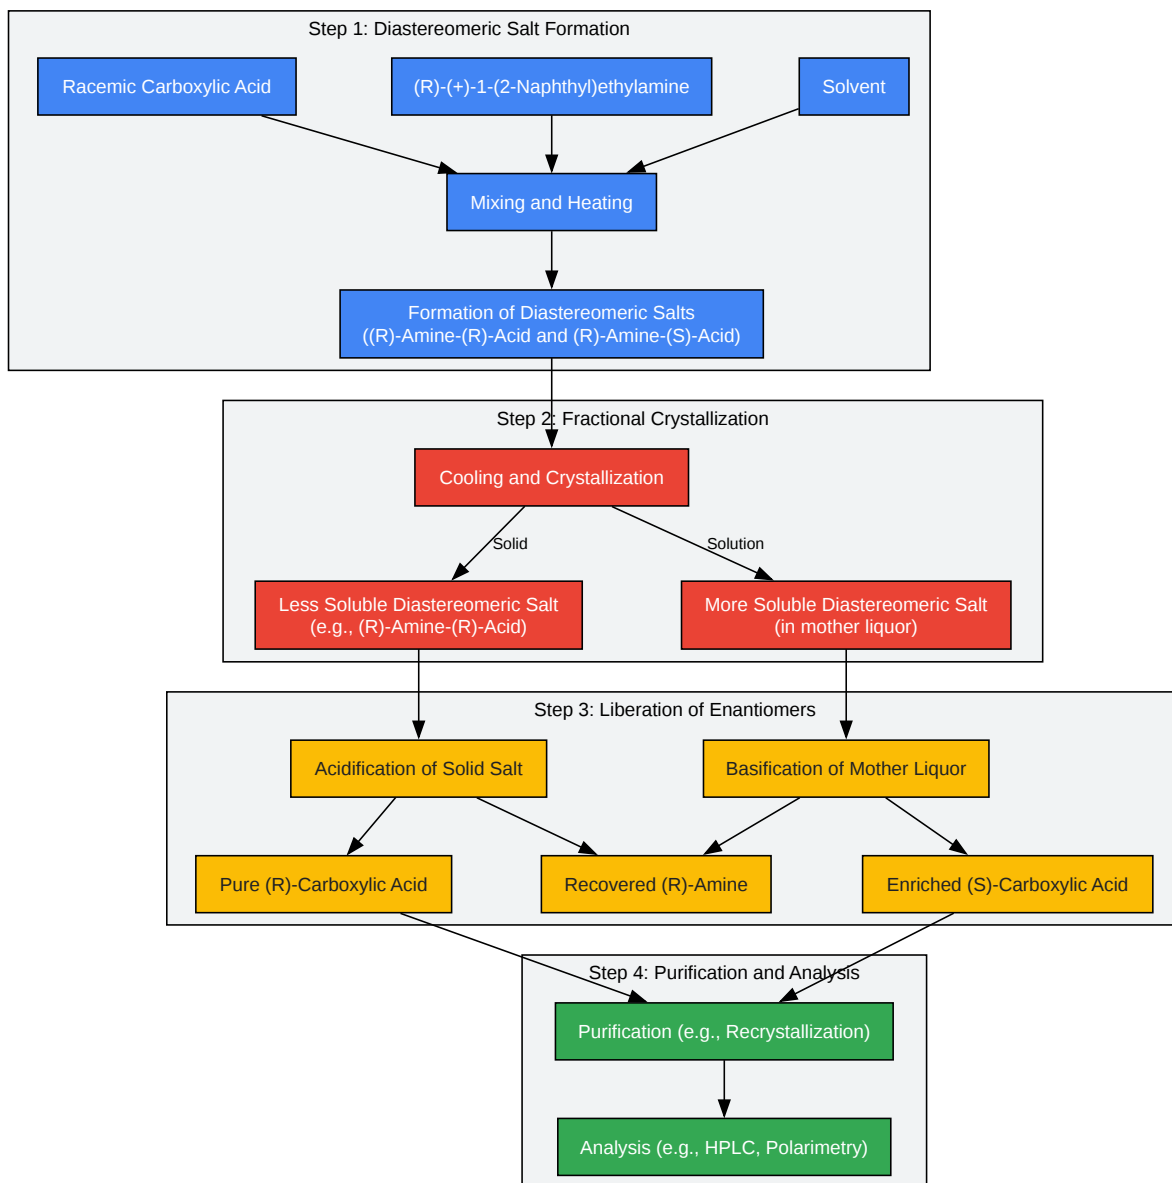 Step 1: Diastereomeric Salt Formation
Racemic Carboxylic Acid
(R)-(+)-1-(2-Naphthyl)ethylamine
Solvent
Mixing and Heating
Formation of Diastereomeric Salts
((R)-Amine-(R)-Acid and (R)-Amine-(S)-Acid)
Step 2: Fractional Crystallization
Cooling and Crystallization
Solid
Solution
Less Soluble Diastereomeric Salt
(e.g., (R)-Amine-(R)-Acid)
More Soluble Diastereomeric Salt
(in mother liquor)
Step 3: Liberation of Enantiomers
Acidification of Solid Salt
Basification of Mother Liquor
Pure (R)-Carboxylic Acid
Recovered (R)-Amine
Enriched (S)-Carboxylic Acid
Step 4: Purification and Analysis
Purification (e.g., Recrystallization)
Analysis (e.g., HPLC, Polarimetry)